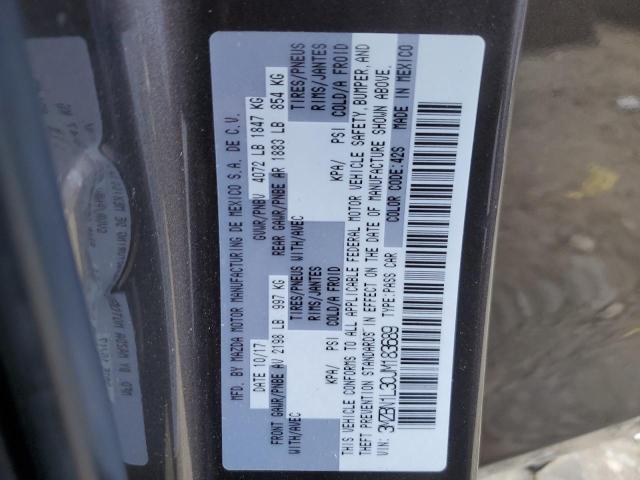 MFD. BY MAZDA MOTOR MANUFACTURING DE MEXICO S.A. DE C.V.
DATE 10/17 GVWR/PNBV 4072 LB 1847 KG
FRONT GAWR/PNBE AV 2198 LB 997 KG REAR GAWR/PNBE AR 1883 LB 854 KG
WITH/AVEC TIRES/PNEUS WITH/AVEC TIRES/PNEUS
RIMS/JANTES RIMS/JANTES
KPA/ PSI COLD/A FROID KPA/ PSI COLD/A FROID
THIS VEHICLE CONFORMS TO ALL APPLICABLE FEDERAL MOTOR VEHICLE SAFETY, BUMPER, AND
THEFT PREVENTION STANDARDS IN EFFECT ON THE DATE OF MANUFACTURE SHOWN ABOVE.
VIN: 3MZBN1L30JM183689 TYPE:PASS CAR COLOR CODE:42S MADE IN MEXICO